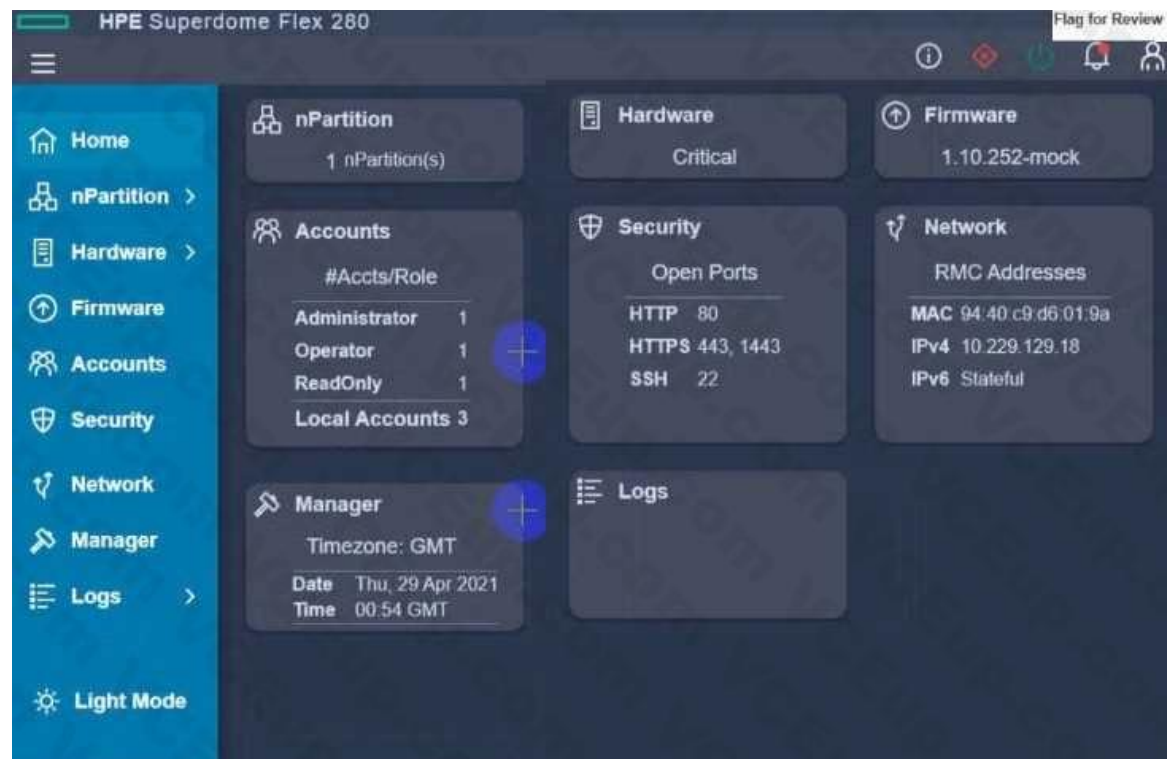 HPE Superdome Flex 280
Flag for Review
Home
nPartition
Hardware
Firmware
Accounts
Security
Network
Manager
Logs
Light Mode
nPartition
1 nPartition(s)
Hardware
Critical
Firmware
1.10.252-mock
Accounts
#Accts/Role
Administrator 1
Operator 1
ReadOnly 1
Local Accounts 3
Security
Open Ports
HTTP 80
HTTPS 443, 1443
SSH 22
Network
RMC Addresses
MAC 94:40:c9:d6:01:9a
IPv4 10.229.129.18
IPv6 Stateful
Manager
Timezone: GMT
Date Thu, 29 Apr 2021
Time 00:54 GMT
Logs